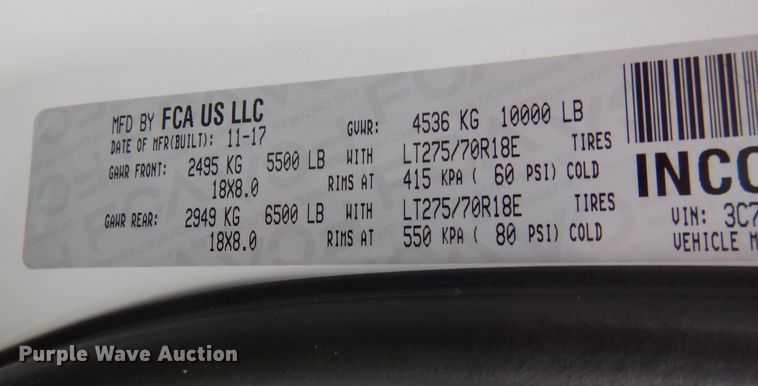 MFD BY FCA US LLC
DATE OF MFR(BUILT): 11-17 GVWR: 4536 KG 10000 LB
GAWR FRONT: 2495 KG 5500 LB WITH LT275/70R18E TIRES
18X8.0 RIMS AT 415 KPA ( 60 PSI) COLD
GAWR REAR: 2949 KG 6500 LB WITH LT275/70R18E TIRES
18X8.0 RIMS AT 550 KPA ( 80 PSI) COLD
INCO
VIN: 3C7
VEHICLE M
Purple Wave Auction